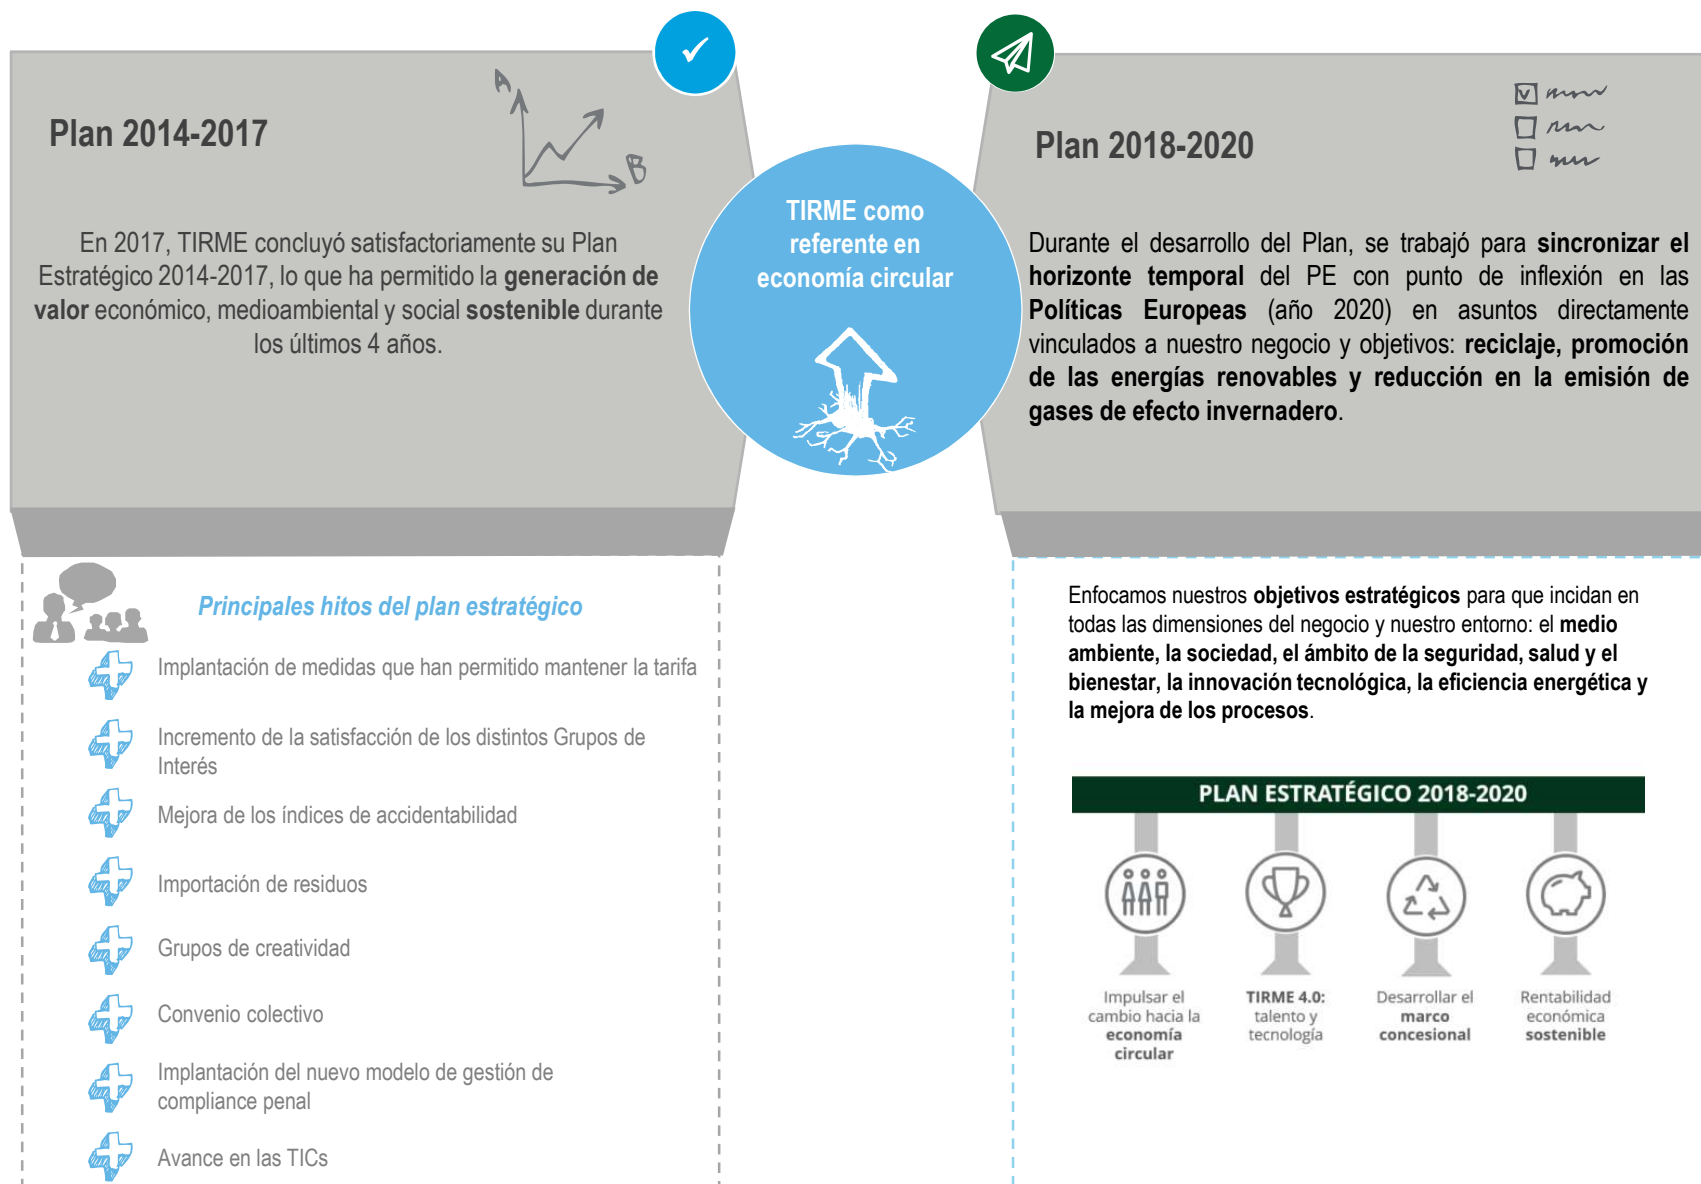 Plan 2014-2017
A
B
En 2017, TIRME concluyó satisfactoriamente su Plan
Estratégico 2014-2017, lo que ha permitido la generación de
valor económico, medioambiental y social sostenible durante
los últimos 4 años.
TIRME como
referente en
economía circular
Plan 2018-2020
Durante el desarrollo del Plan, se trabajó para sincronizar el
horizonte temporal del PE con punto de inflexión en las
Políticas Europeas (año 2020) en asuntos directamente
vinculados a nuestro negocio y objetivos: reciclaje, promoción
de las energías renovables y reducción en la emisión de
gases de efecto invernadero.
Principales hitos del plan estratégico
Implantación de medidas que han permitido mantener la tarifa
Incremento de la satisfacción de los distintos Grupos de
Interés
Mejora de los índices de accidentabilidad
Importación de residuos
Grupos de creatividad
Convenio colectivo
Implantación del nuevo modelo de gestión de
compliance penal
Avance en las TICs
Enfocamos nuestros objetivos estratégicos para que incidan en
todas las dimensiones del negocio y nuestro entorno: el medio
ambiente, la sociedad, el ámbito de la seguridad, salud y el
bienestar, la innovación tecnológica, la eficiencia energética y
la mejora de los procesos.
PLAN ESTRATÉGICO 2018-2020
Impulsar el
cambio hacia la
economía
circular
TIRME 4.0:
talento y
tecnología
Desarrollar el
marco
concesional
Rentabilidad
económica
sostenible